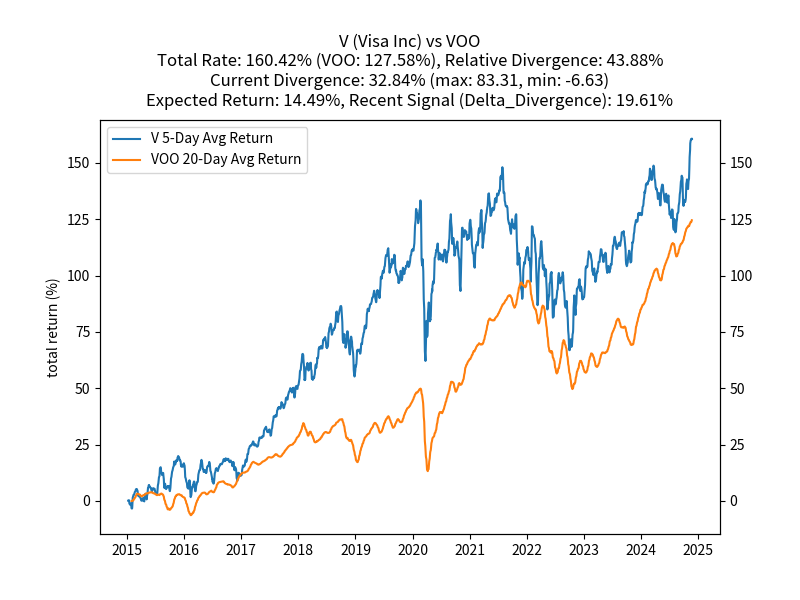 V (Visa Inc) vs VOO
Total Rate: 160.42% (VOO: 127.58%), Relative Divergence: 43.88%
Current Divergence: 32.84% (max: 83.31, min: -6.63)
Expected Return: 14.49%, Recent Signal (Delta_Divergence): 19.61%
V 5-Day Avg Return
VOO 20-Day Avg Return
total return (%)
150 150
125 125
100 100
75 75
50 50
25 25
0 0
2015 2016 2017 2018 2019 2020 2021 2022 2023 2024 2025